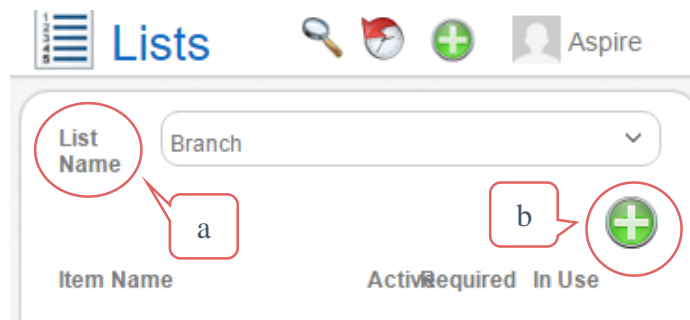 Lists Aspire
List Branch
Name
a b
Item Name Active Required In Use